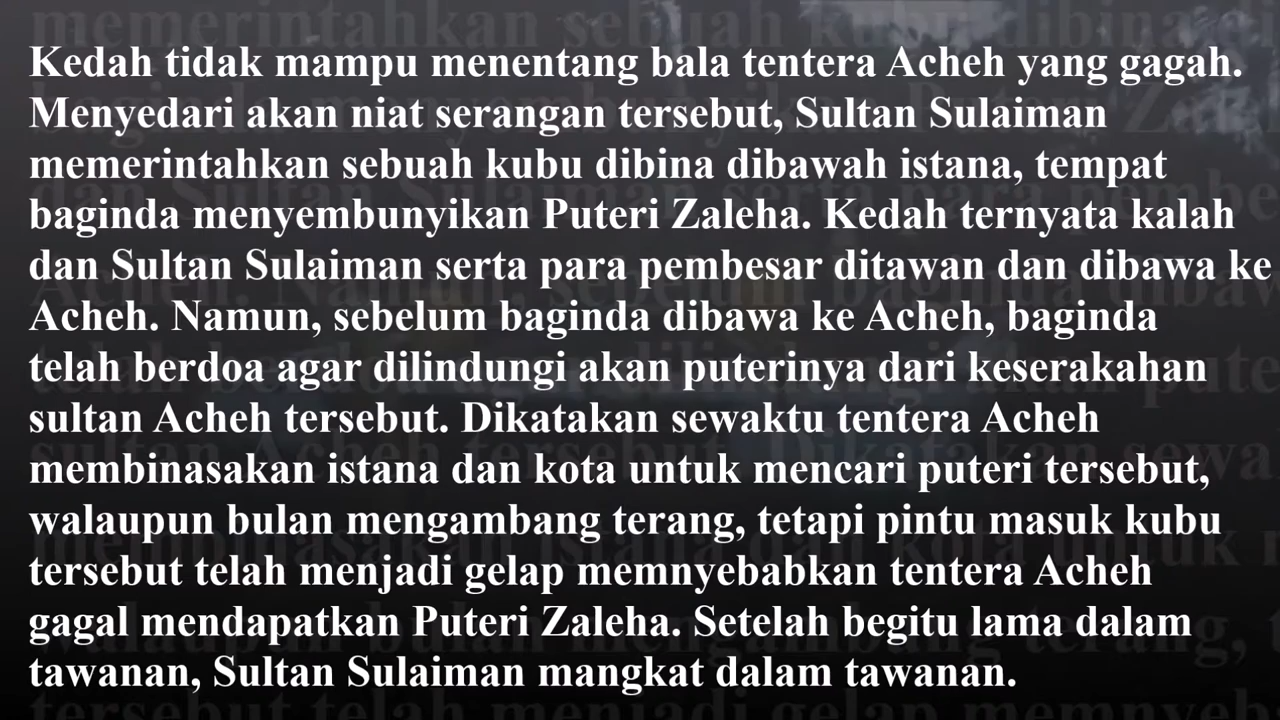 Kedah tidak mampu menentang bala tentera Acheh yang gagah.
Menyedari akan niat serangan tersebut, Sultan Sulaiman
memerintahkan sebuah kubu dibina dibawah istana, tempat
baginda menyembunyikan Puteri Zaleha. Kedah ternyata kalah
dan Sultan Sulaiman serta para pembesar ditawan dan dibawa ke
Acheh. Namun, sebelum baginda dibawa ke Acheh, baginda
telah berdoa agar dilindungi akan puterinya dari keserakahan
sultan Acheh tersebut. Dikatakan sewaktu tentera Acheh
membinasakan istana dan kota untuk mencari puteri tersebut,
walaupun bulan mengambang terang, tetapi pintu masuk kubu
tersebut telah menjadi gelap memnyebabkan tentera Acheh
gagal mendapatkan Puteri Zaleha. Setelah begitu lama dalam
tawanan, Sultan Sulaiman mangkat dalam tawanan.